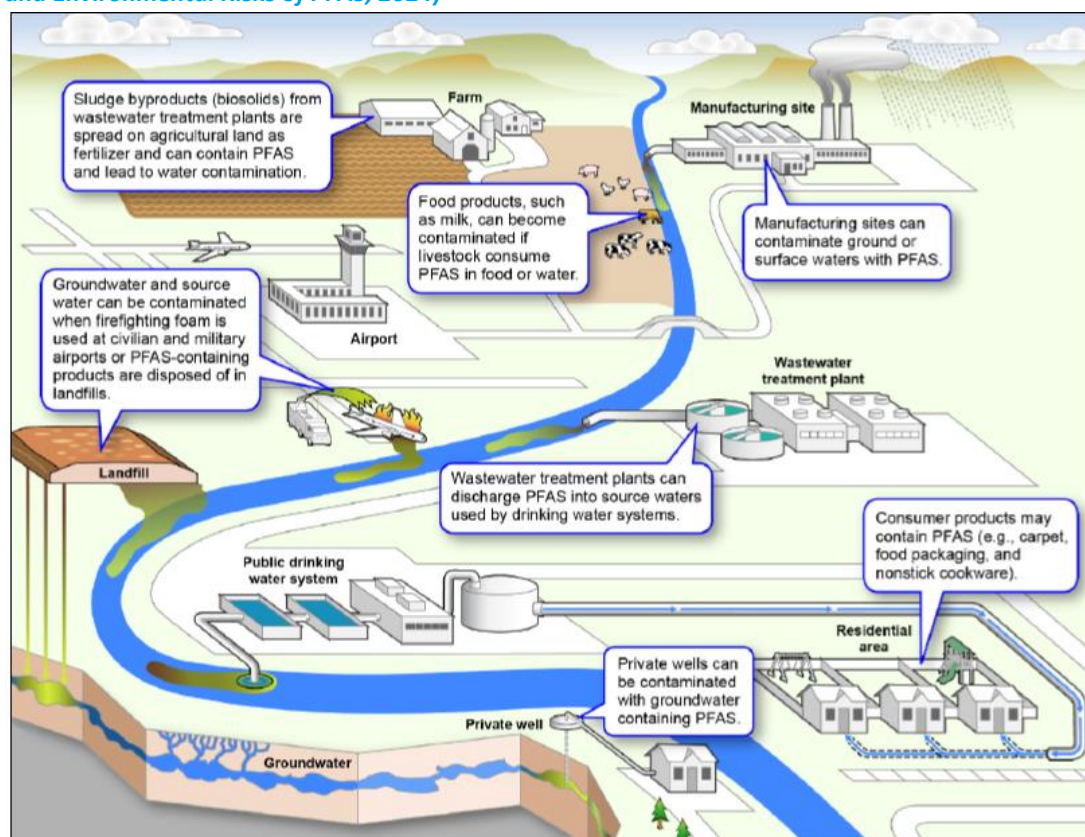 and Environmental Risks of PFAS, 2024)
Sludge byproducts (biosolids) from
wastewater treatment plants are
spread on agricultural land as
fertilizer and can contain PFAS
and lead to water contamination.
Farm
Manufacturing site
Food products, such
as milk, can become
contaminated if
livestock consume
PFAS in food or water.
Manufacturing sites can
contaminate ground or
surface waters with PFAS.
Groundwater and source
water can be contaminated
when firefighting foam is
used at civilian and military
airports or PFAS-containing
products are disposed of in
landfills.
Airport
Wastewater
treatment plant
Landfill
Wastewater treatment plants can
discharge PFAS into source waters
used by drinking water systems.
Consumer products may
contain PFAS (e.g., carpet,
food packaging, and
nonstick cookware).
Public drinking
water system
Residential
area
Private wells can
be contaminated
with groundwater
containing PFAS.
Private well
Groundwater